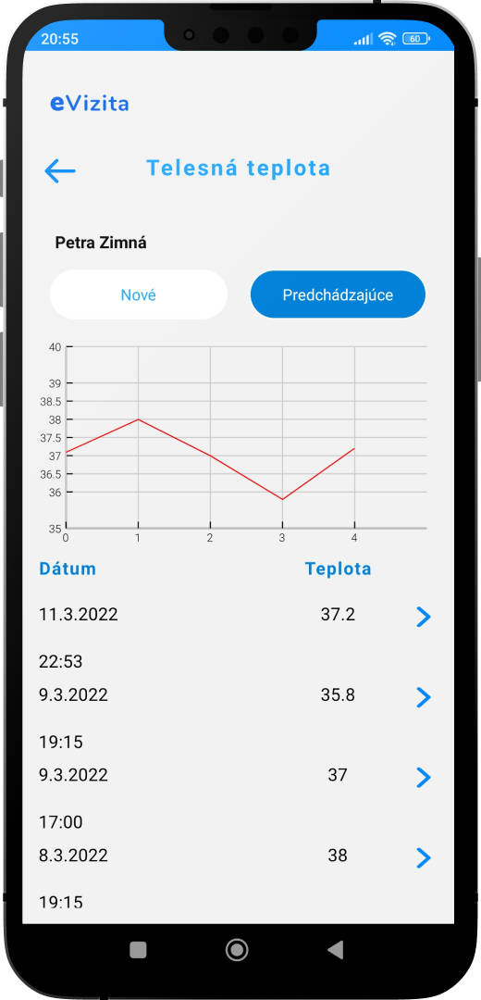 20:55
60
eVizita
Telesná teplota
Petra Zimná
Nové
Predchádzajúce
40
39
38.5
38
37.5
37
36.5
36
35
0 1 2 3 4
Dátum Teplota
11.3.2022 37.2
22:53
9.3.2022 35.8
19:15
9.3.2022 37
17:00
8.3.2022 38
19:15